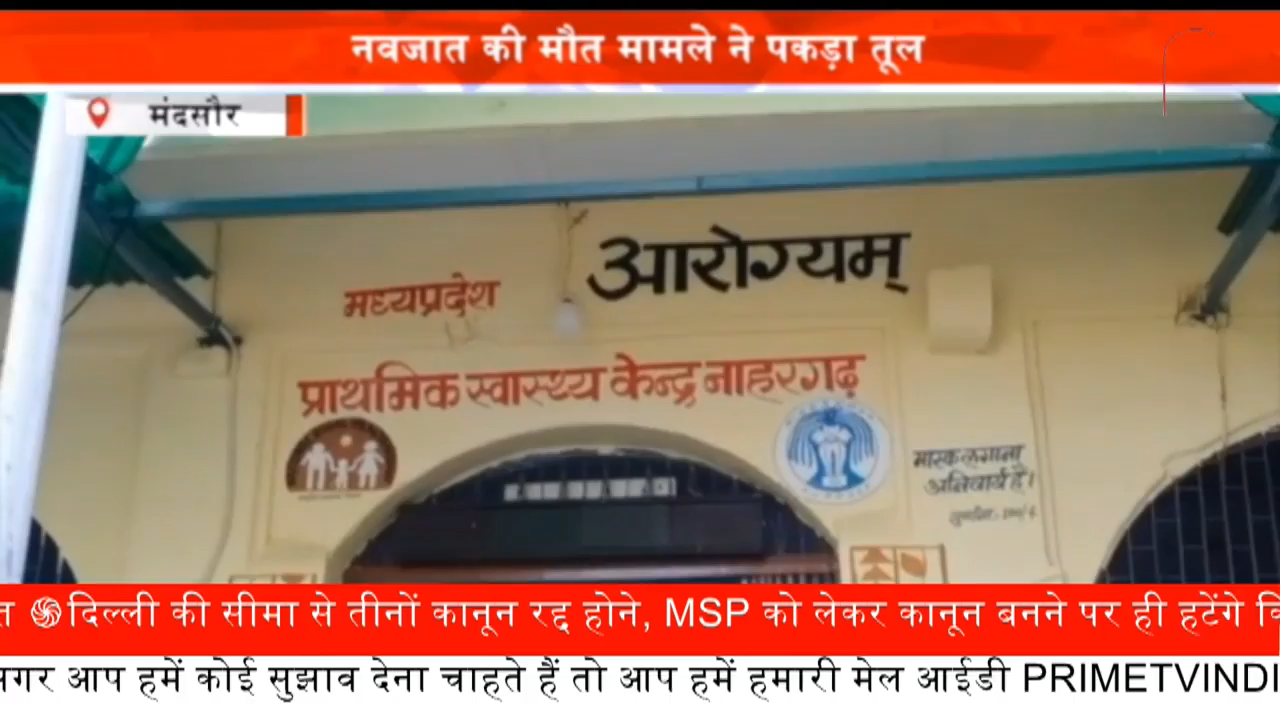 नवजात की मौत मामले ने पकड़ा तूल
मंदसौर
आरोग्यम्
मध्यप्रदेश
प्राथमिक स्वास्थ्य केन्द्र नाहरगढ़
मास्क लगाना
अनिवार्य है।
दिल्ली की सीमा से तीनों कानून रद्द होने, MSP को लेकर कानून बनने पर ही हटेंगे
आप हमें कोई सुझाव देना चाहते हैं तो आप हमें हमारी मेल आईडी PRIMETVINDI